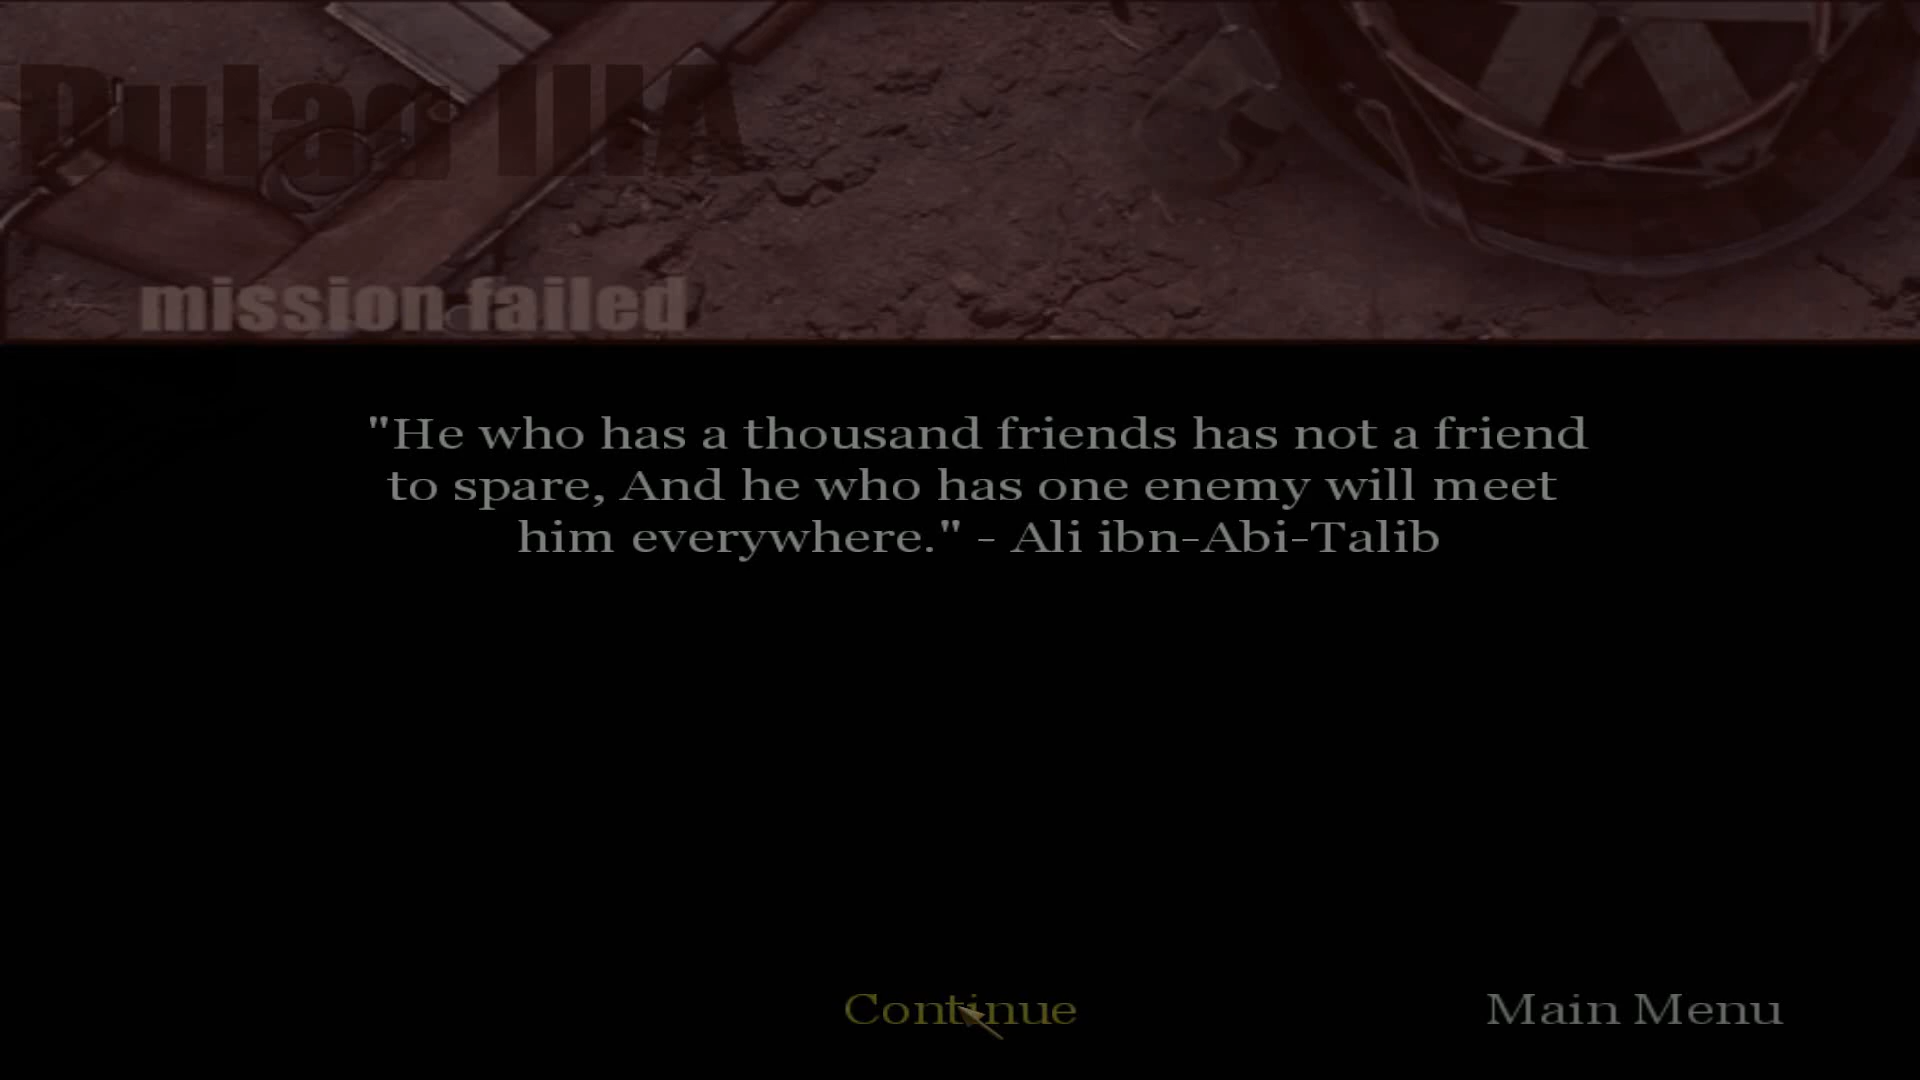 mission failed
"He who has a thousand friends has not a friend
to spare, And he who has one enemy will meet
him everywhere." - Ali ibn-Abi-Talib
Continue
Main Menu